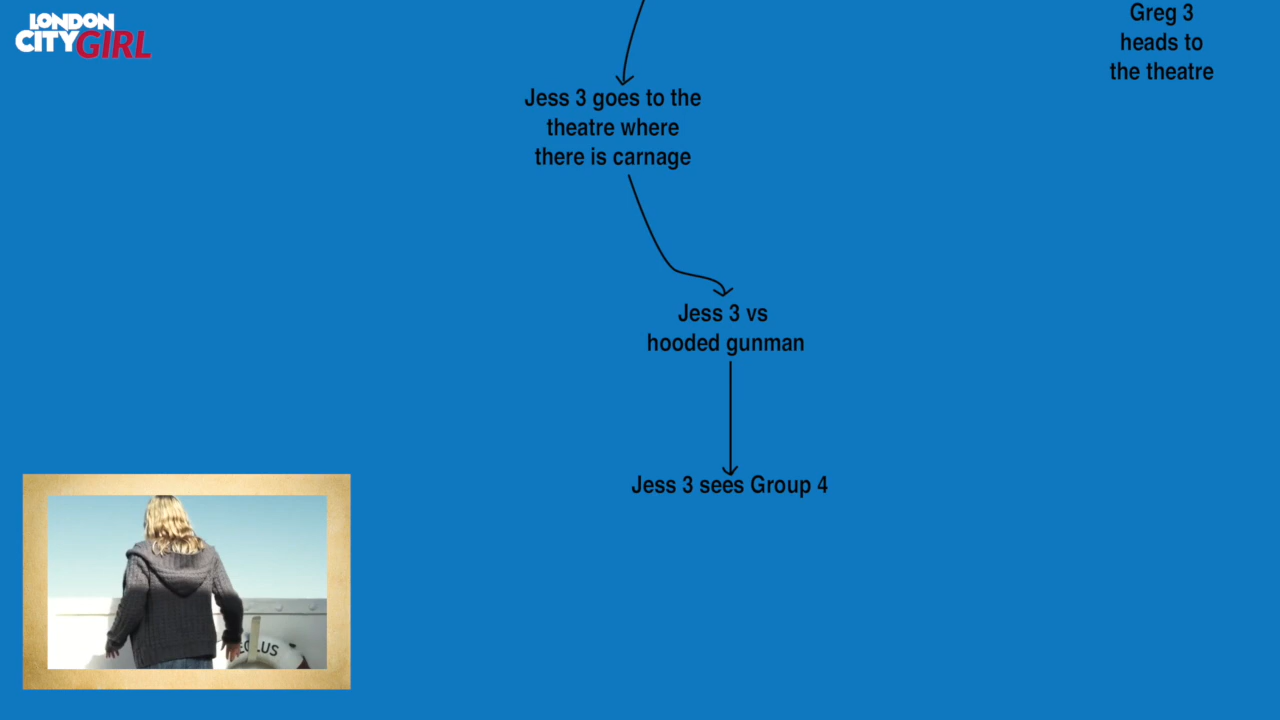 LONDON
CITY GIRL
Greg 3
heads to
the theatre
Jess 3 goes to the
theatre where
there is carnage
Jess 3 vs
hooded gunman
Jess 3 sees Group 4
EOLUS